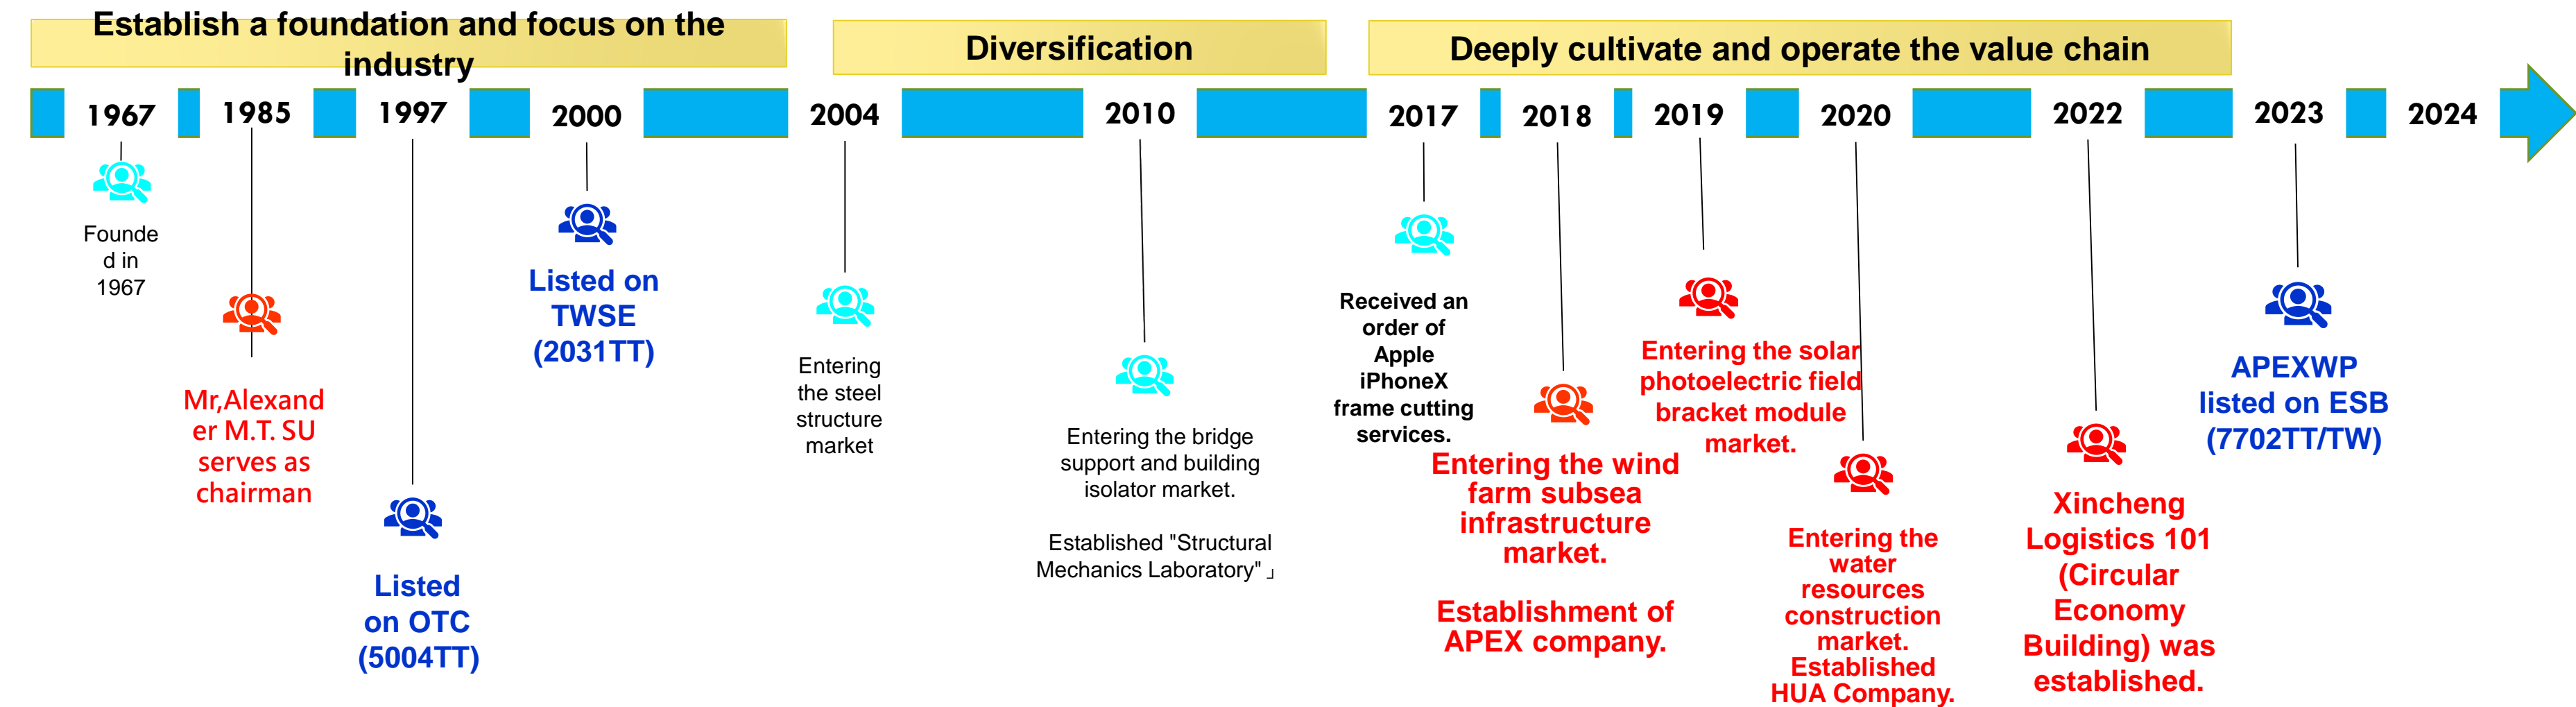 Establish a foundation and focus on the
industry
Diversification
Deeply cultivate and operate the value chain
1967
1985
1997
2000
2004
2010
2017
2018
2019
2020
2022
2023
2024
Founde
d in
1967
Mr,Alexand
er M.T. SU
serves as
chairman
Listed
on OTC
(5004TT)
Listed on
TWSE
(2031TT)
Entering
the steel
structure
market
Entering the bridge
support and building
isolator market.
Established "Structural
Mechanics Laboratory"」
Received an
order of
Apple
iPhoneX
frame cutting
services.
Entering the wind
farm subsea
infrastructure
market.
Establishment of
APEX company.
Entering the solar
photoelectric field
bracket module
market.
Entering the
water
resources
construction
market.
Established
HUA Company.
Xincheng
Logistics 101
(Circular
Economy
Building) was
established.
APEXWP
listed on ESB
(7702TT/TW)